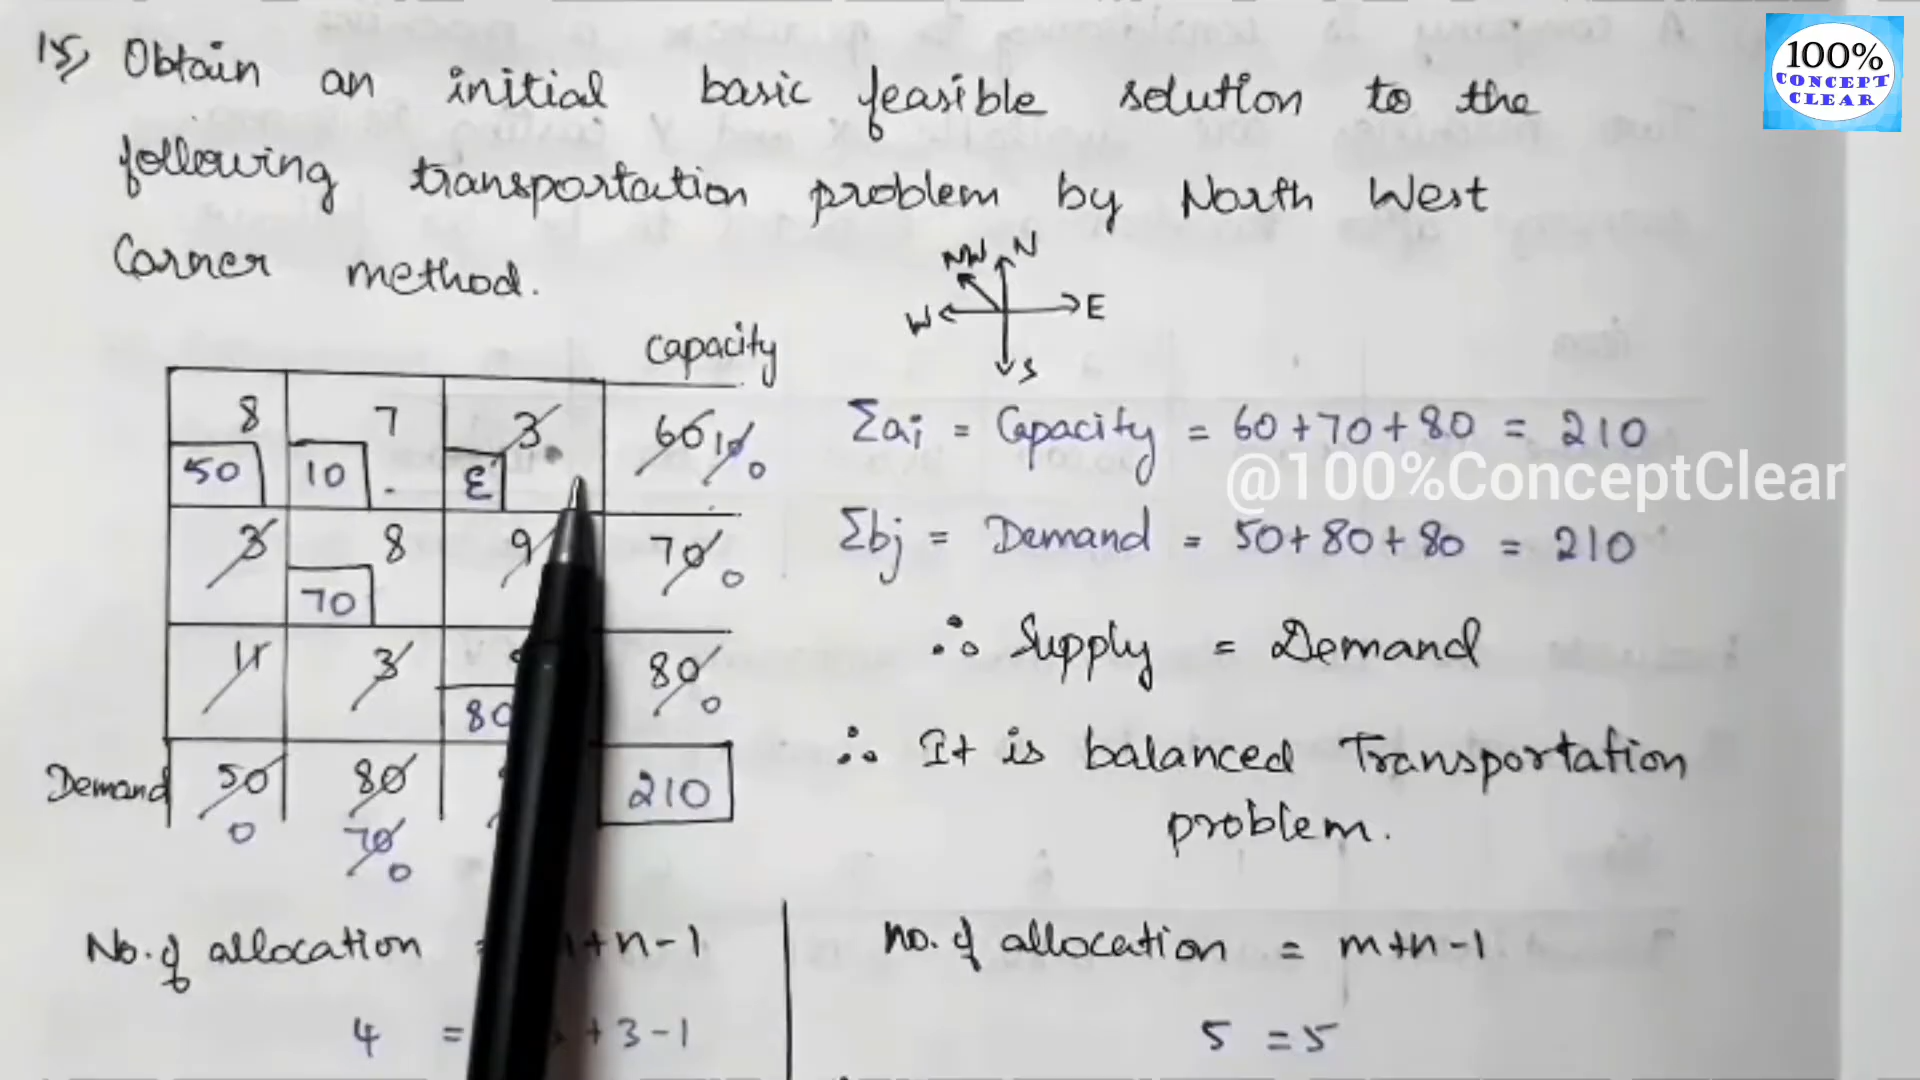 15) Obtain an initial basic feasible solution to the
following transportation problem by North West
Corner method.
NW N
W E
S
Capacity
8 7 3 60 10 0
50 10 ε
3 8 9 70 0
70
11 3 80 0
80
Demand 50 80 210
0 70 0
Σai = Capacity = 60+70+80 = 210
Σbj = Demand = 50+80+80 = 210
∴ Supply = Demand
∴ It is balanced Transportation
problem.
No. of allocation = m+n-1
4 = +3-1
no. of allocation = m+n-1
5 = 5
100%
CONCEPT
CLEAR
@100%ConceptClear